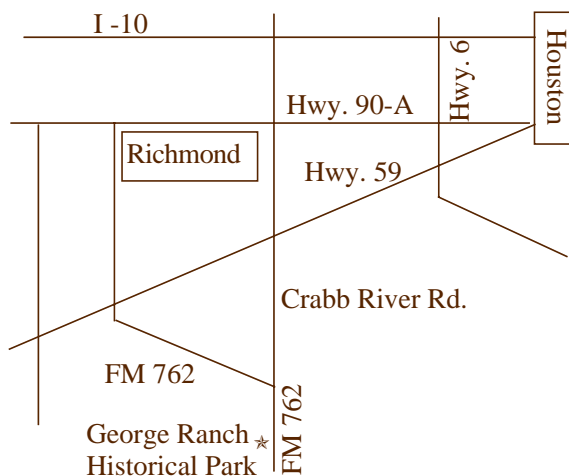 I -10
Houston
Hwy. 6
Hwy. 90-A
Richmond
Hwy. 59
Crabb River Rd.
FM 762
FM 762
George Ranch
Historical Park